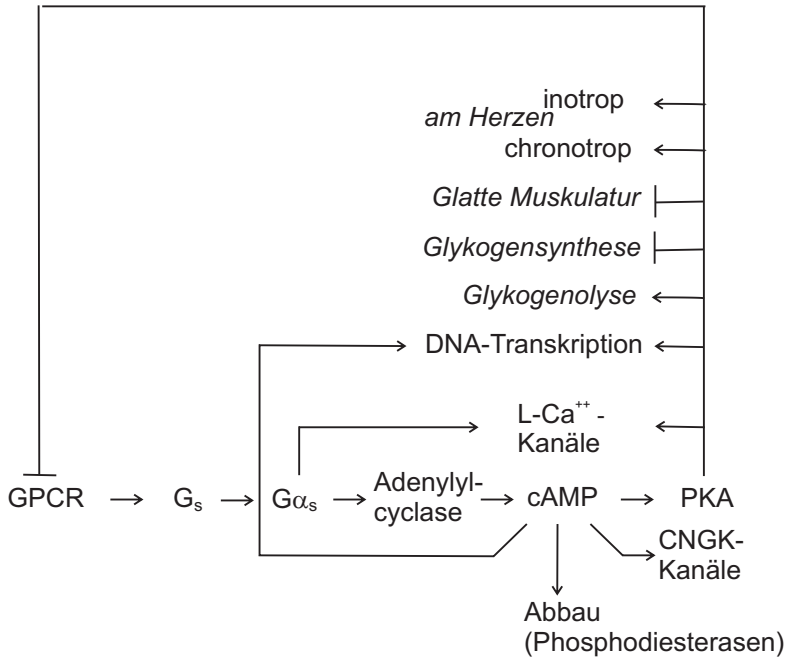 inotrop
am Herzen
chronotrop
Glatte Muskulatur
Glykogensynthese
Glykogenolyse
DNA-Transkription
L-Ca⁺⁺ -
Kanäle
GPCR
Gₛ
Gαₛ
Adenylyl-
cyclase
cAMP
PKA
CNGK-
Kanäle
Abbau
(Phosphodiesterasen)